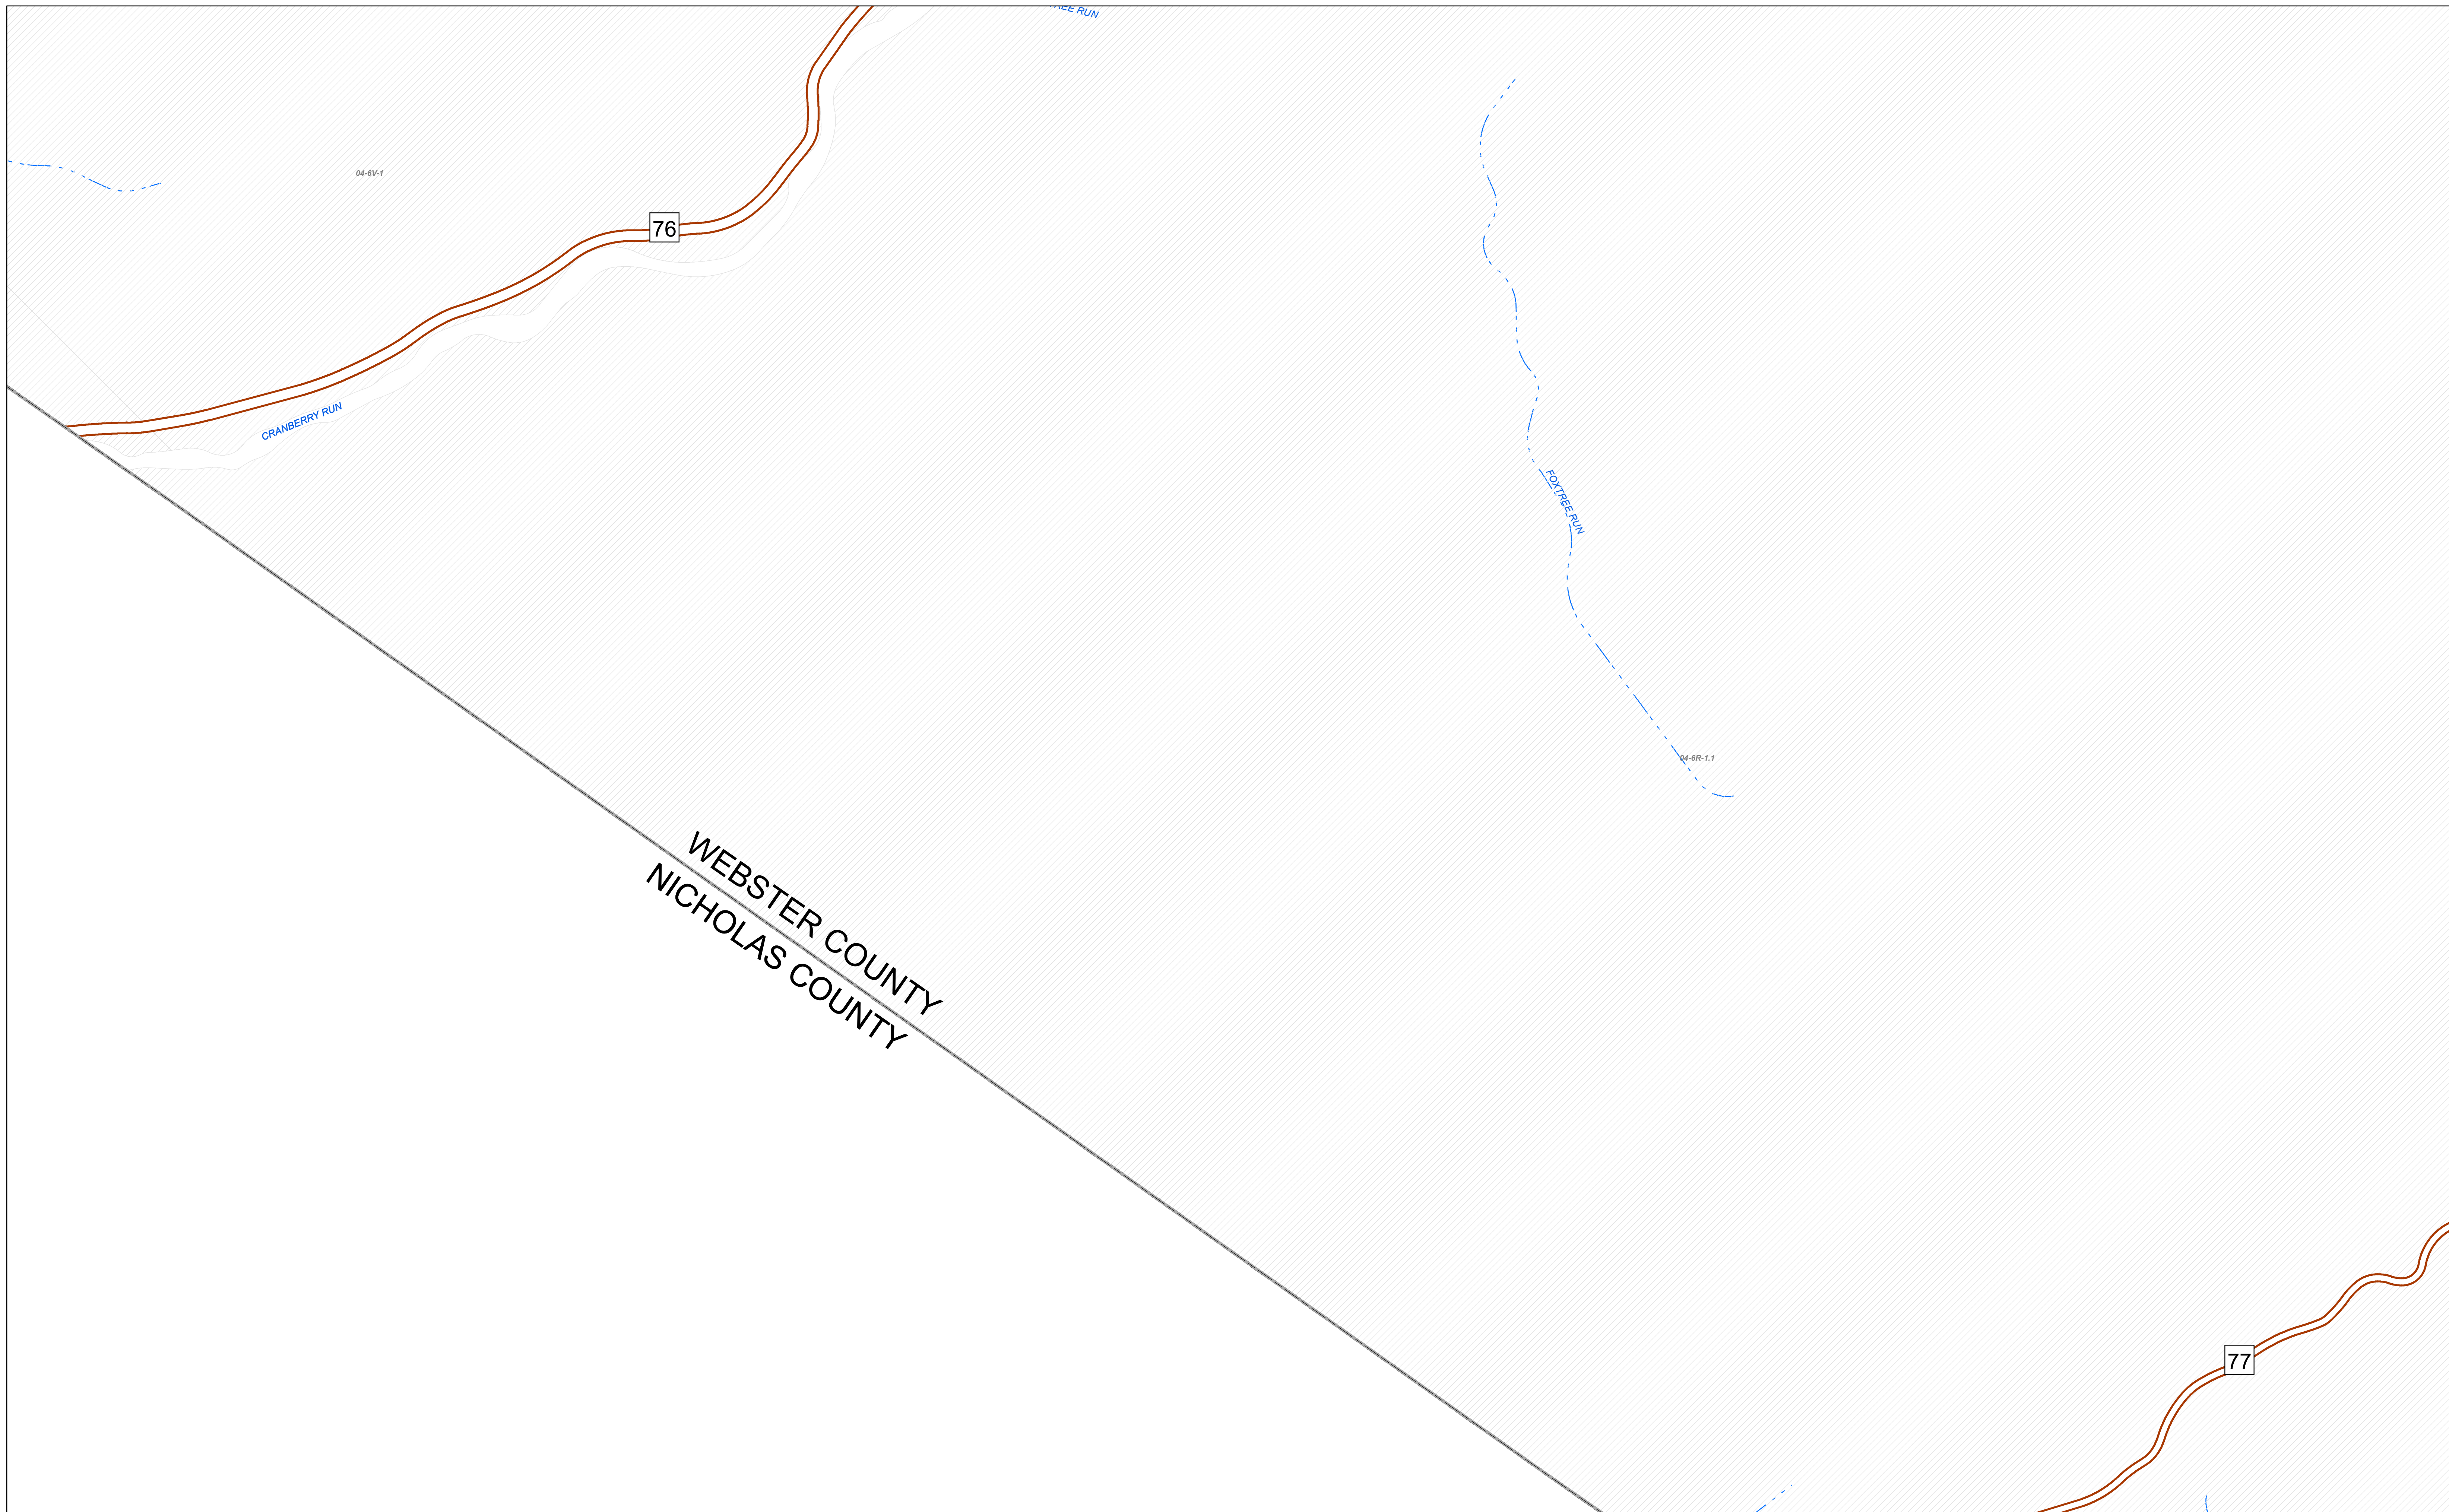 RUN
04-6V-1
76
CRANBERRY RUN
FOXTREE RUN
04-6R-1.1
WEBSTER COUNTY
NICHOLAS COUNTY
77